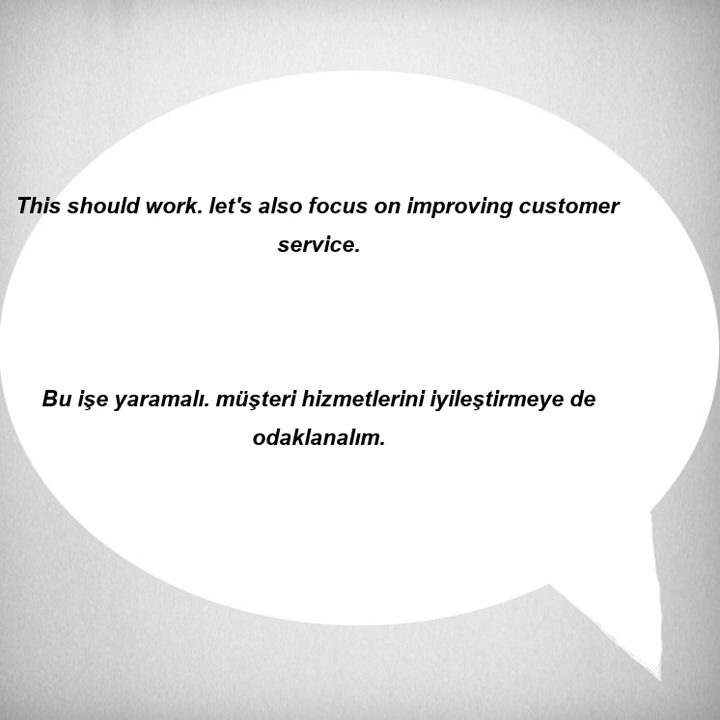 This should work. let's also focus on improving customer
service.
Bu işe yaramalı. müşteri hizmetlerini iyileştirmeye de
odaklanalım.